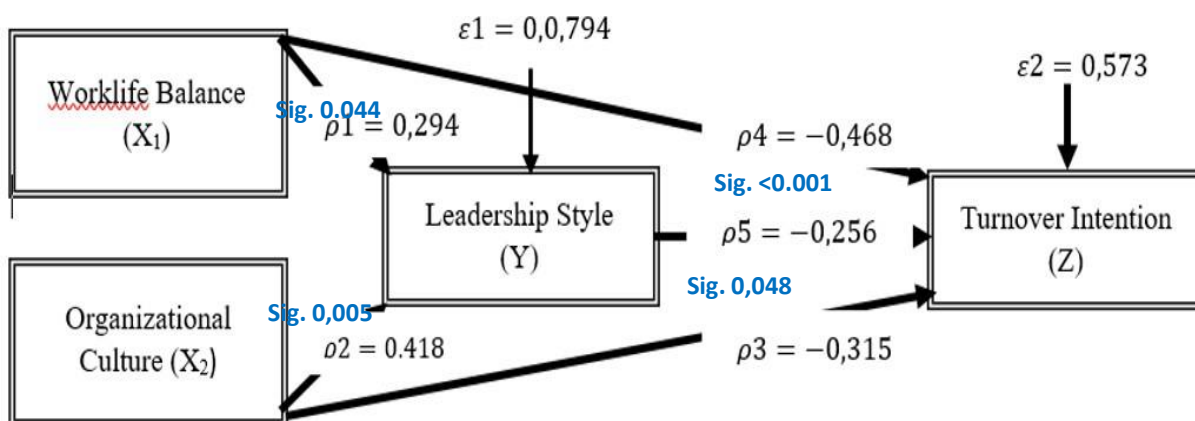 ε1 = 0,0,794
ε2 = 0,573
Worklife Balance
(X₁)
Sig. 0.044
ρ1 = 0,294
ρ4 = −0,468
Sig. <0.001
Leadership Style
(Y)
ρ5 = −0,256
Turnover Intention
(Z)
Sig. 0,048
Organizational
Culture (X₂)
Sig. 0,005
ρ2 = 0.418
ρ3 = −0,315